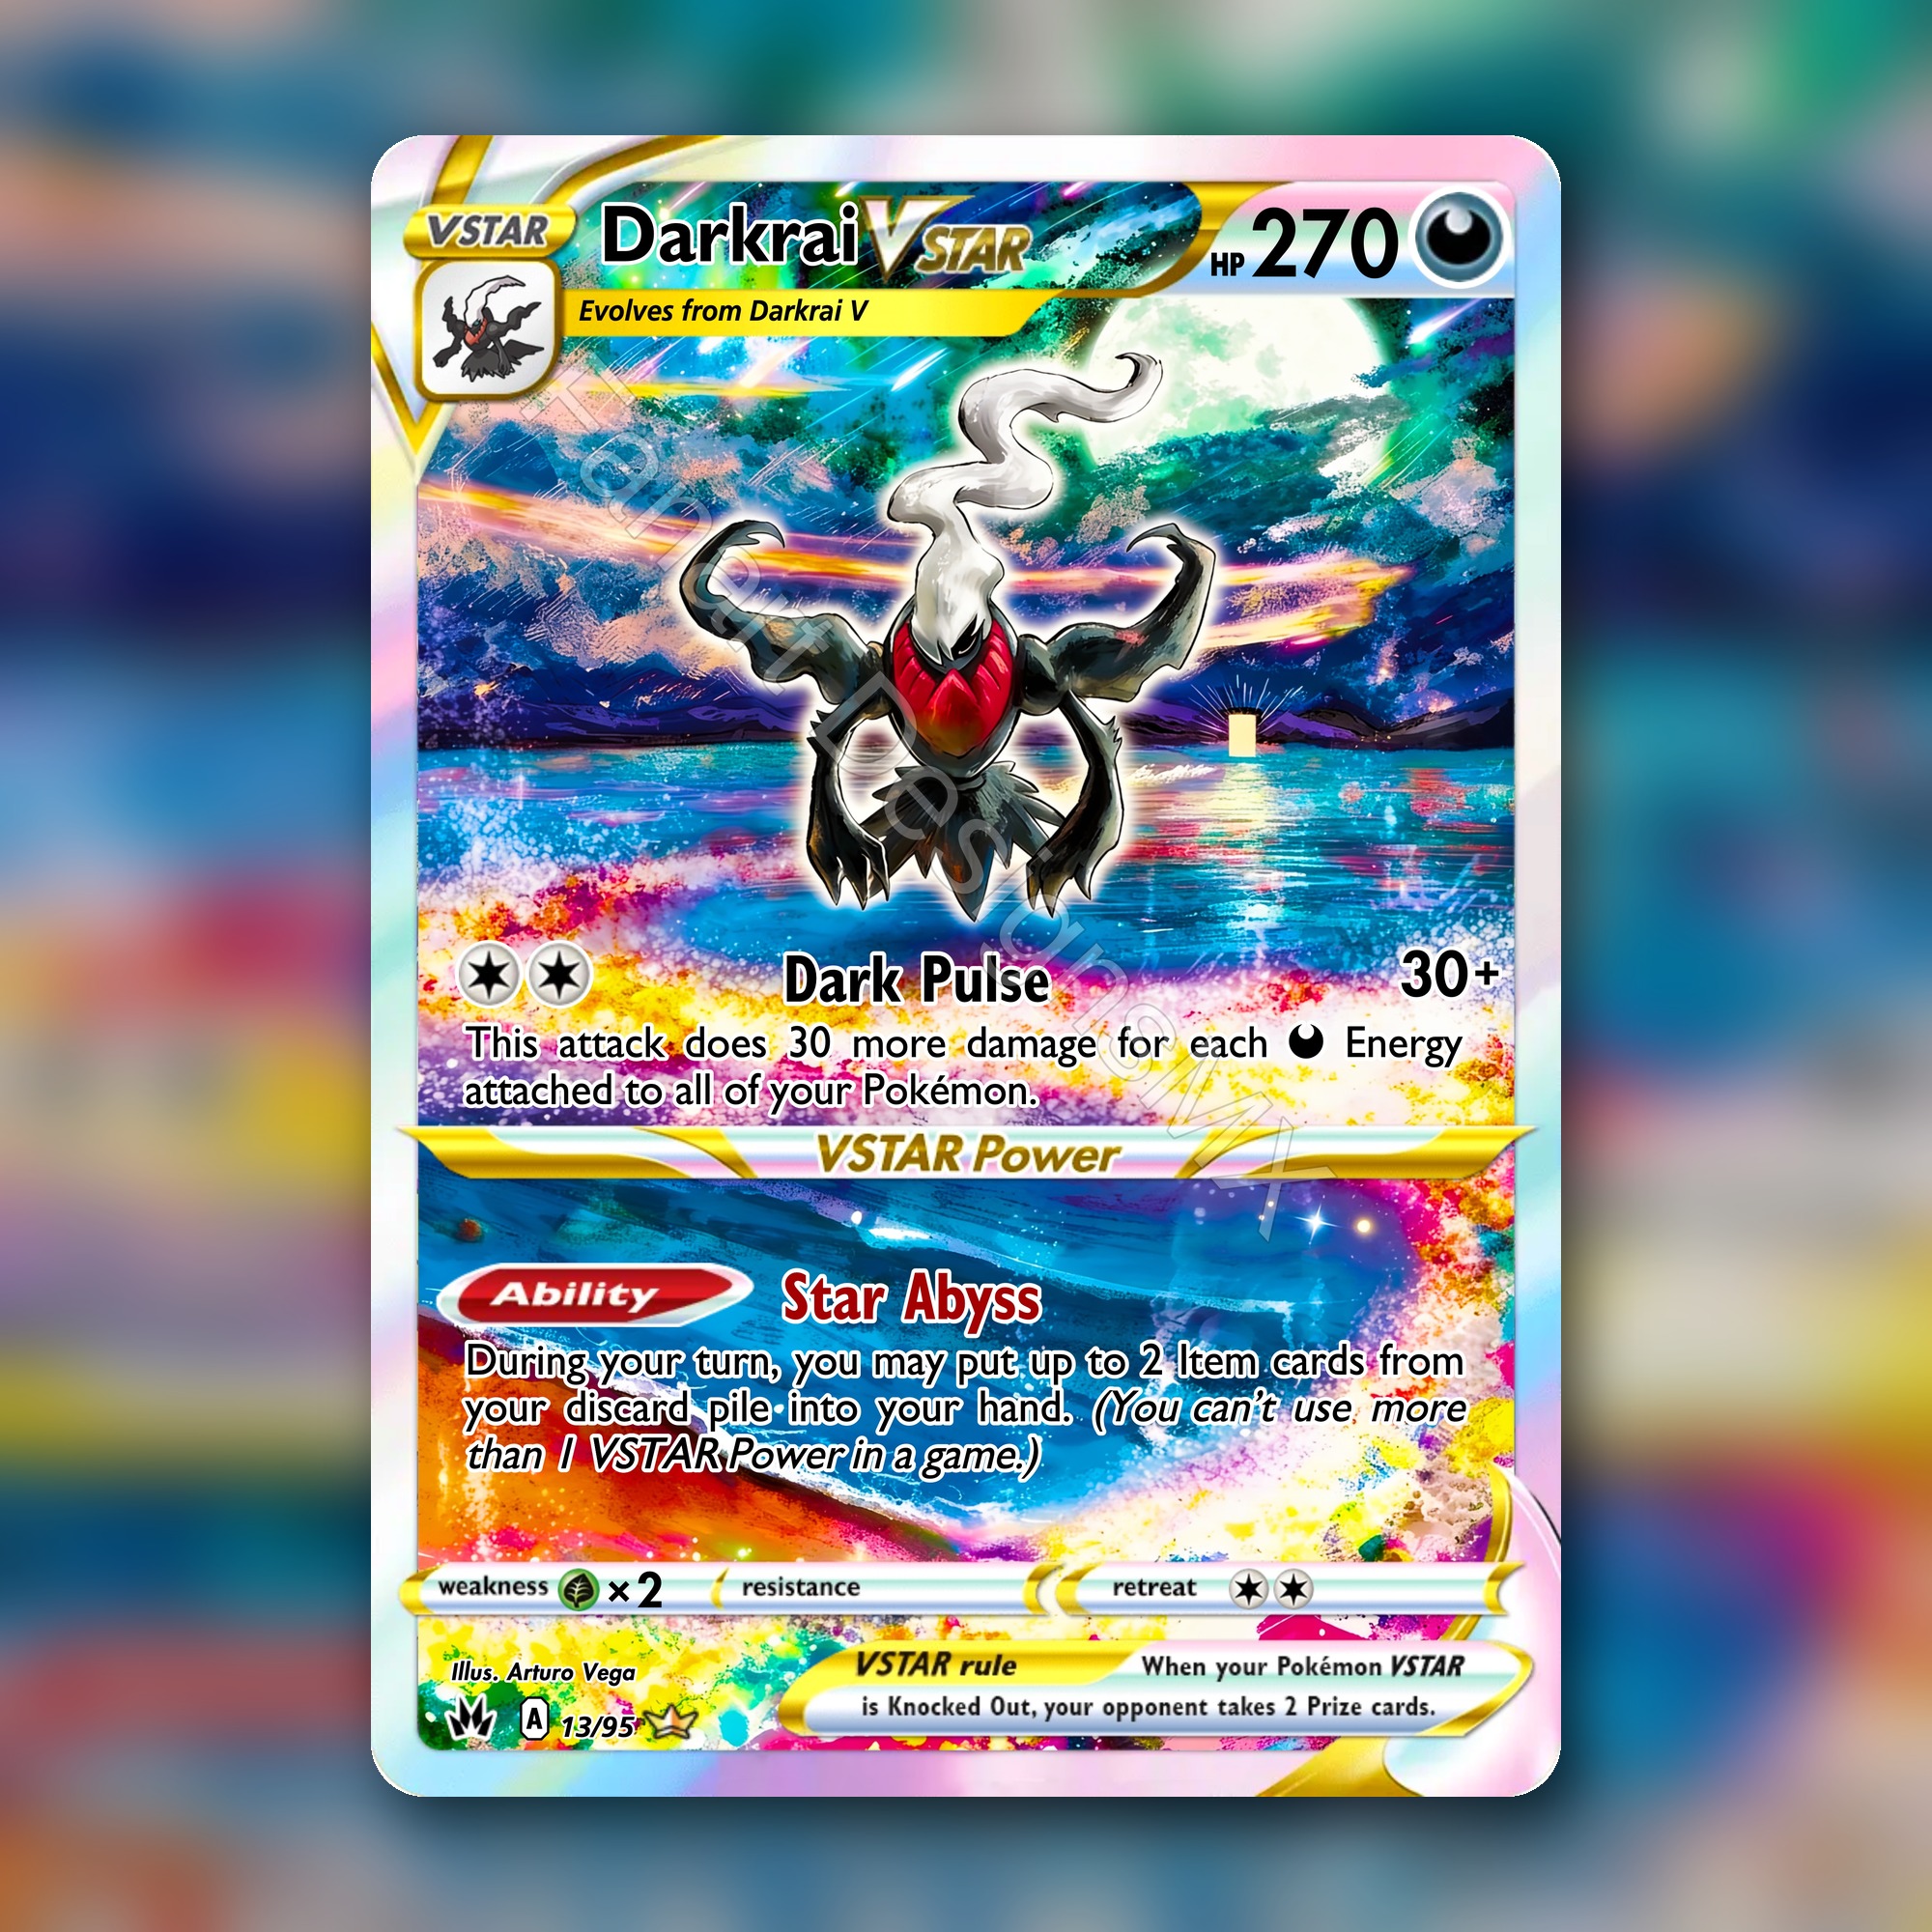 VSTAR
Darkrai VSTAR
HP 270
Evolves from Darkrai V
Fanart DesignsMX
Dark Pulse
30+
This attack does 30 more damage for each Energy
attached to all of your Pokémon.
VSTAR Power
Ability
Star Abyss
During your turn, you may put up to 2 Item cards from
your discard pile into your hand. (You can't use more
than 1 VSTAR Power in a game.)
weakness ×2
resistance
retreat
Illus. Arturo Vega
A 13/95
VSTAR rule When your Pokémon VSTAR
is Knocked Out, your opponent takes 2 Prize cards.